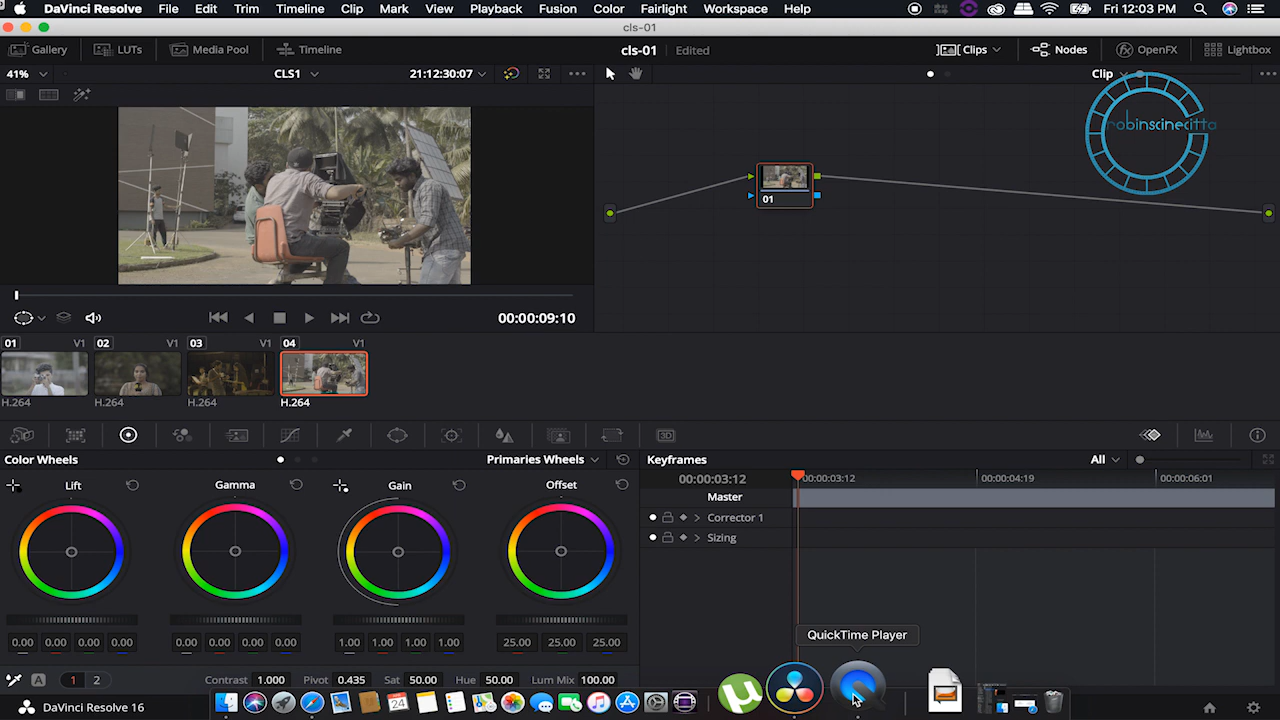 DaVinci Resolve File Edit Trim Timeline Clip Mark View Playback Fusion Color Fairlight Workspace Help Fri 12:03 PM
cls-01
Gallery LUTs Media Pool Timeline cls-01 Edited Clips Nodes OpenFX Lightbox
41% CLS1 21:12:30:07 Clip
robinscinecitta
01
00:00:09:10
01 V1 02 V1 03 V1 04 V1
H.264 H.264 H.264 H.264
3D
Color Wheels Primaries Wheels Keyframes All
Lift Gamma Gain Offset 00:00:03:12 00:00:03:12 00:00:04:19 00:00:06:01
Master
Corrector 1
Sizing
QuickTime Player
0.00 0.00 0.00 0.00 0.00 0.00 0.00 0.00 1.00 1.00 1.00 1.00 25.00 25.00 25.00
A 1 2 Contrast 1.000 Pivot 0.435 Sat 50.00 Hue 50.00 Lum Mix 100.00
24
DaVinci Resolve 16